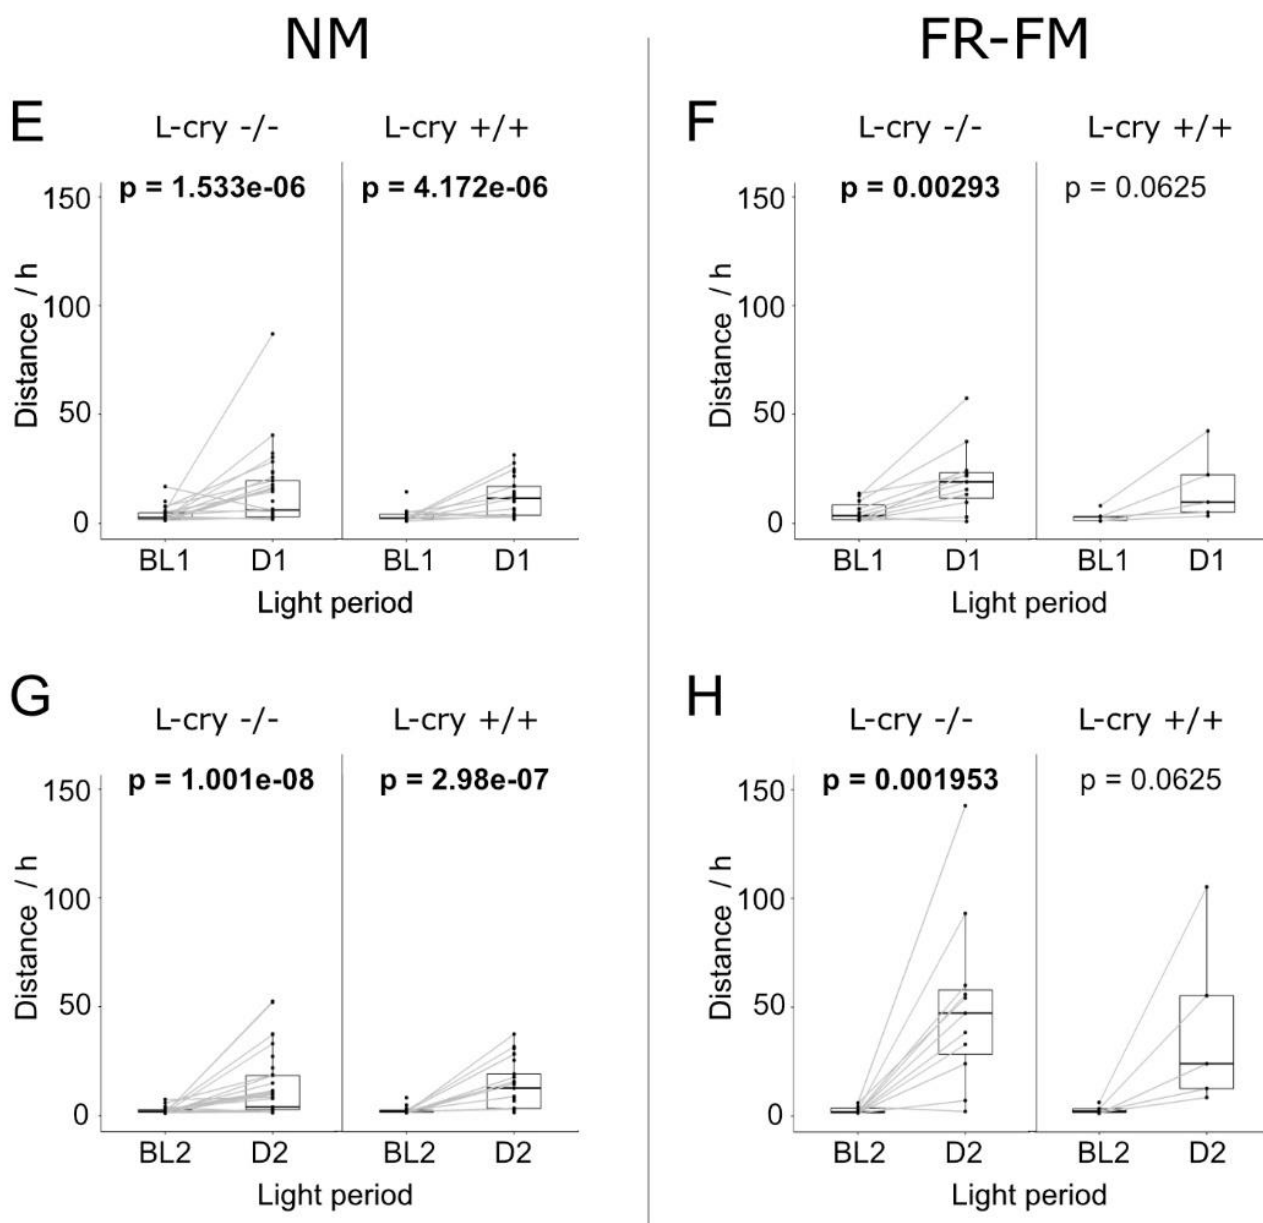 NM
FR-FM
E
L-cry -/-
L-cry +/+
p = 1.533e-06
p = 4.172e-06
150
100
50
0
Distance / h
BL1
D1
BL1
D1
Light period
F
L-cry -/-
L-cry +/+
p = 0.00293
p = 0.0625
150
100
50
0
Distance / h
BL1
D1
BL1
D1
Light period
G
L-cry -/-
L-cry +/+
p = 1.001e-08
p = 2.98e-07
150
100
50
0
Distance / h
BL2
D2
BL2
D2
Light period
H
L-cry -/-
L-cry +/+
p = 0.001953
p = 0.0625
150
100
50
0
Distance / h
BL2
D2
BL2
D2
Light period